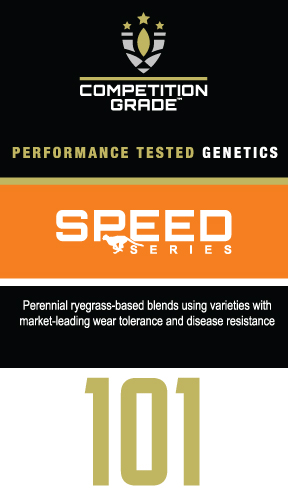 COMPETITION
GRADE™
PERFORMANCE TESTED GENETICS
SPEED
SERIES
Perennial ryegrass-based blends using varieties with
market-leading wear tolerance and disease resistance
101